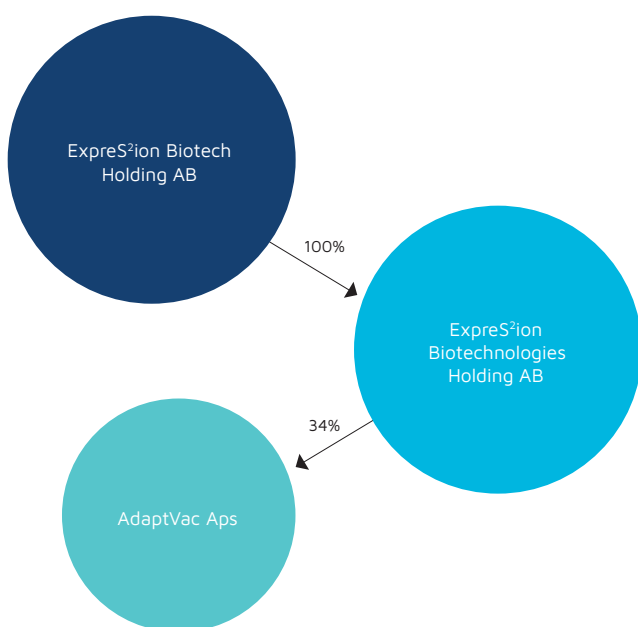 ExpreS²ion Biotech
Holding AB
100%
ExpreS²ion
Biotechnologies
Holding AB
34%
AdaptVac Aps